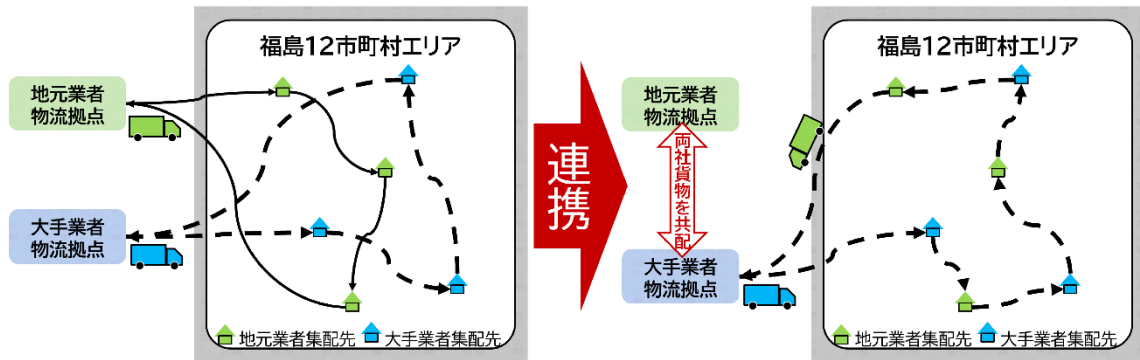 福島12市町村エリア
地元業者
物流拠点
大手業者
物流拠点
地元業者集配先
大手業者集配先
連携
福島12市町村エリア
地元業者
物流拠点
両社貨物を共配
大手業者
物流拠点
地元業者集配先
大手業者集配先